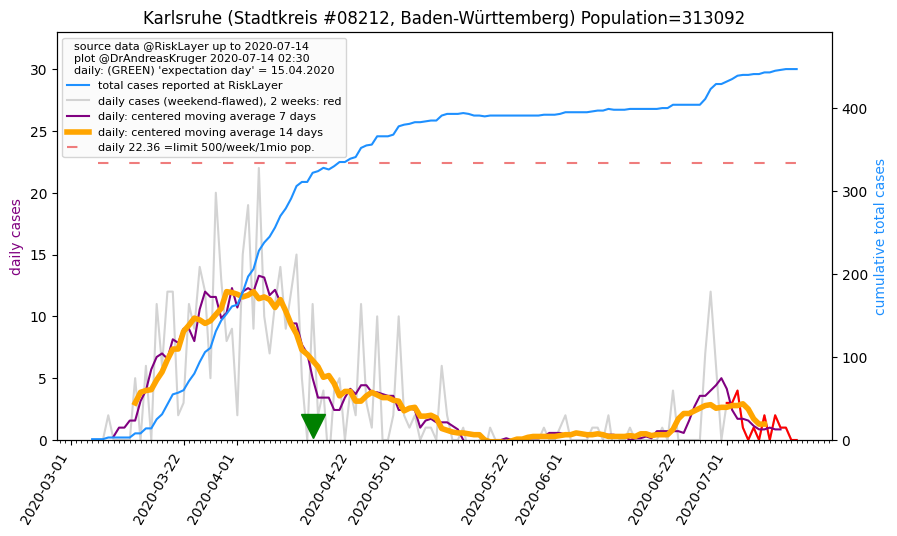 Karlsruhe (Stadtkreis #08212, Baden-Württemberg) Population=313092
source data @RiskLayer up to 2020-07-14
plot @DrAndreasKruger 2020-07-14 02:30
daily: (GREEN) 'expectation day' = 15.04.2020
total cases reported at RiskLayer
daily cases (weekend-flawed), 2 weeks: red
daily: centered moving average 7 days
daily: centered moving average 14 days
daily 22.36 =limit 500/week/1mio pop.
daily cases
30
25
20
15
10
5
0
400
300
200
100
0
cumulative total cases
2020-03-01
2020-03-22
2020-04-01
2020-04-22
2020-05-01
2020-05-22
2020-06-01
2020-06-22
2020-07-01